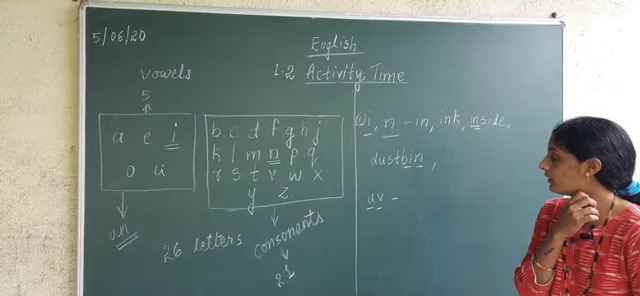 5/06/20
English
1-2 Activity Time
vowels
5
a e i
o u
an
b c d f g h j
k l m n p q
r s t v w x
y z
26 letters
consonants
21
i, n - in, ink, inside,
dustbin,
uv -